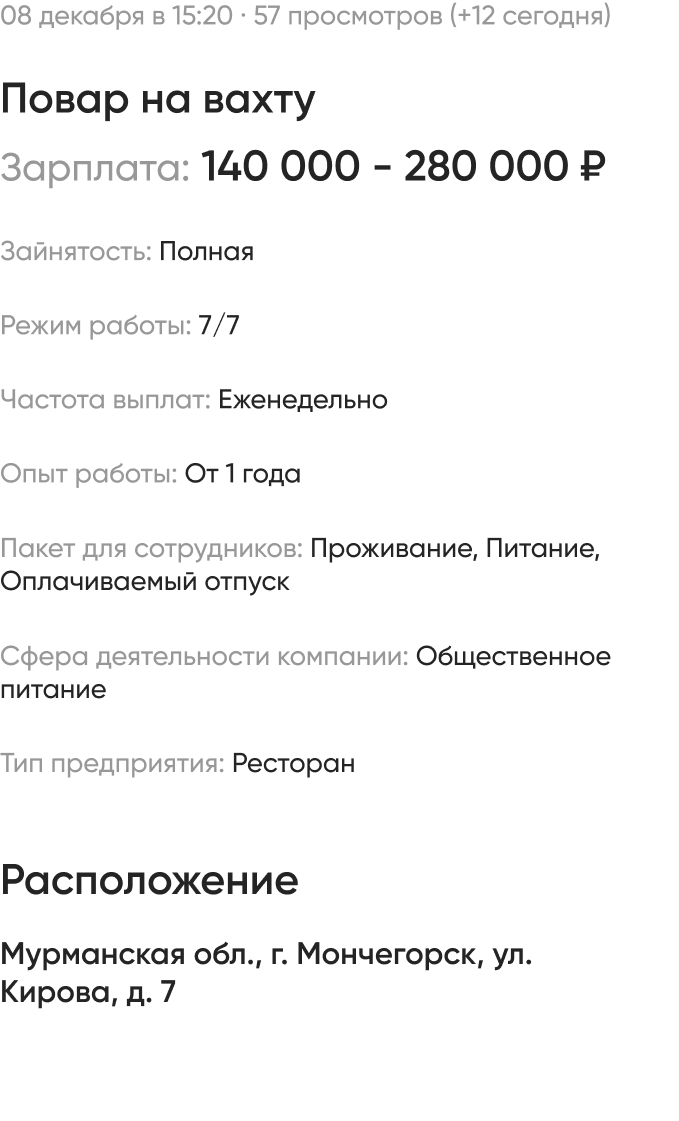 08 декабря в 15:20 · 57 просмотров (+12 сегодня)
Повар на вахту
Зарплата: 140 000 - 280 000 ₽
Занятость: Полная
Режим работы: 7/7
Частота выплат: Еженедельно
Опыт работы: От 1 года
Пакет для сотрудников: Проживание, Питание,
Оплачиваемый отпуск
Сфера деятельности компании: Общественное
питание
Тип предприятия: Ресторан
Расположение
Мурманская обл., г. Мончегорск, ул.
Кирова, д. 7